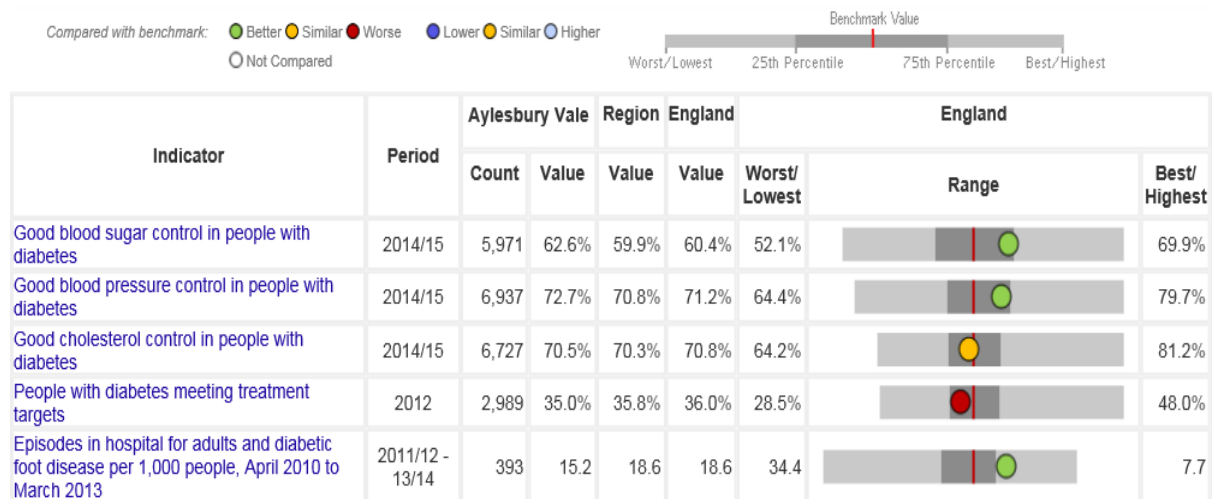 Compared with benchmark: Better Similar Worse Lower Similar Higher
Not Compared
Benchmark Value
Worst/Lowest 25th Percentile 75th Percentile Best/Highest
Indicator Period Aylesbury Vale Region England England
Count Value Value Value Worst/ Lowest Range Best/ Highest
Good blood sugar control in people with
diabetes 2014/15 5,971 62.6% 59.9% 60.4% 52.1% 69.9%
Good blood pressure control in people with
diabetes 2014/15 6,937 72.7% 70.8% 71.2% 64.4% 79.7%
Good cholesterol control in people with
diabetes 2014/15 6,727 70.5% 70.3% 70.8% 64.2% 81.2%
People with diabetes meeting treatment
targets 2012 2,989 35.0% 35.8% 36.0% 28.5% 48.0%
Episodes in hospital for adults and diabetic
foot disease per 1,000 people, April 2010 to
March 2013 2011/12 - 13/14 393 15.2 18.6 18.6 34.4 7.7